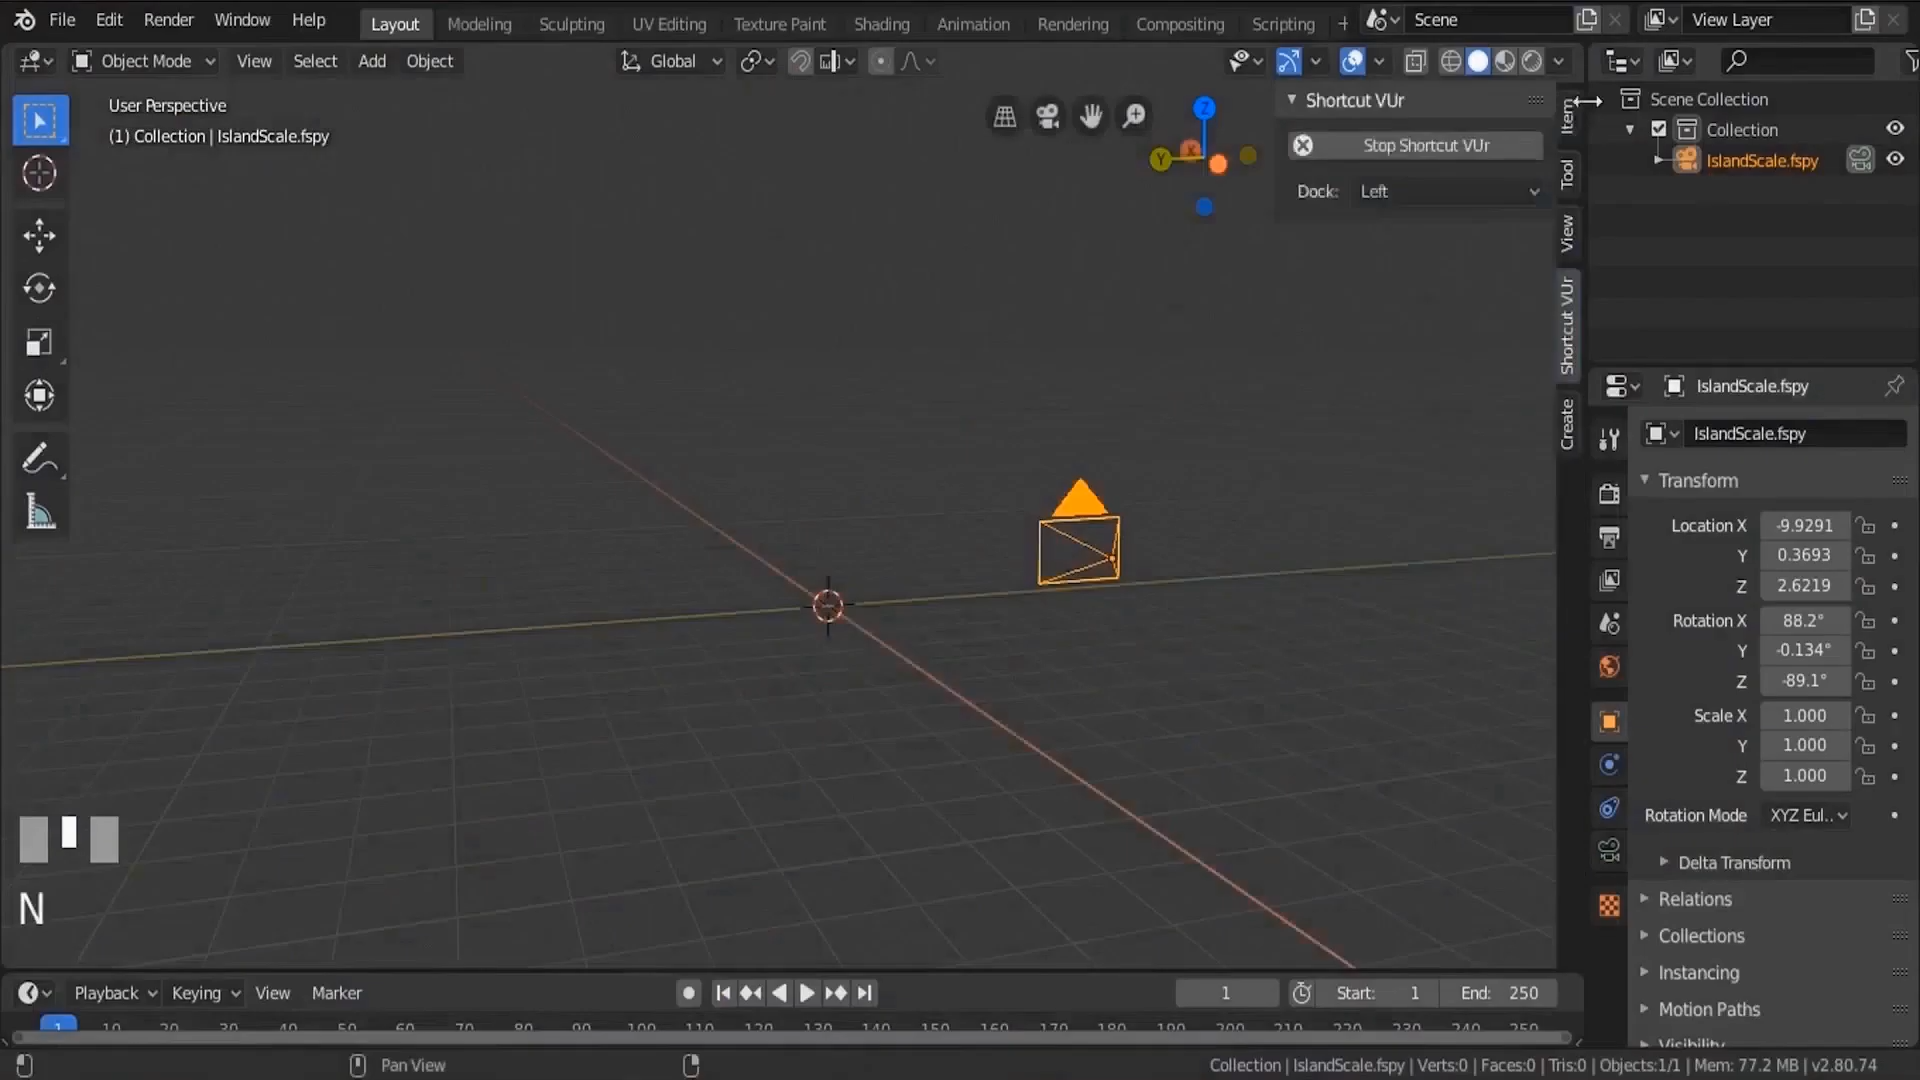 File Edit Render Window Help Layout Modeling Sculpting UV Editing Texture Paint Shading Animation Rendering Compositing Scripting + Scene View Layer
Object Mode View Select Add Object Global
User Perspective
(1) Collection | IslandScale.fspy
Z
Y
X
Shortcut VUr
Stop Shortcut VUr
Dock: Left
Item
Tool
View
Shortcut VUr
Create
Scene Collection
Collection
IslandScale.fspy
IslandScale.fspy
IslandScale.fspy
Transform
Location X -9.9291
Y 0.3693
Z 2.6219
Rotation X 88.2°
Y -0.134°
Z -89.1°
Scale X 1.000
Y 1.000
Z 1.000
Rotation Mode XYZ Eul..
Delta Transform
Relations
Collections
Instancing
Motion Paths
Visibility
N
Playback Keying View Marker 1 Start: 1 End: 250
1 10 20 30 40 50 60 70 80 90 100 110 120 130 140 150 160 170 180 190 200 210 220 230 240 250
Pan View
Collection | IslandScale.fspy | Verts:0 | Faces:0 | Tris:0 | Objects:1/1 | Mem: 77.2 MB | v2.80.74